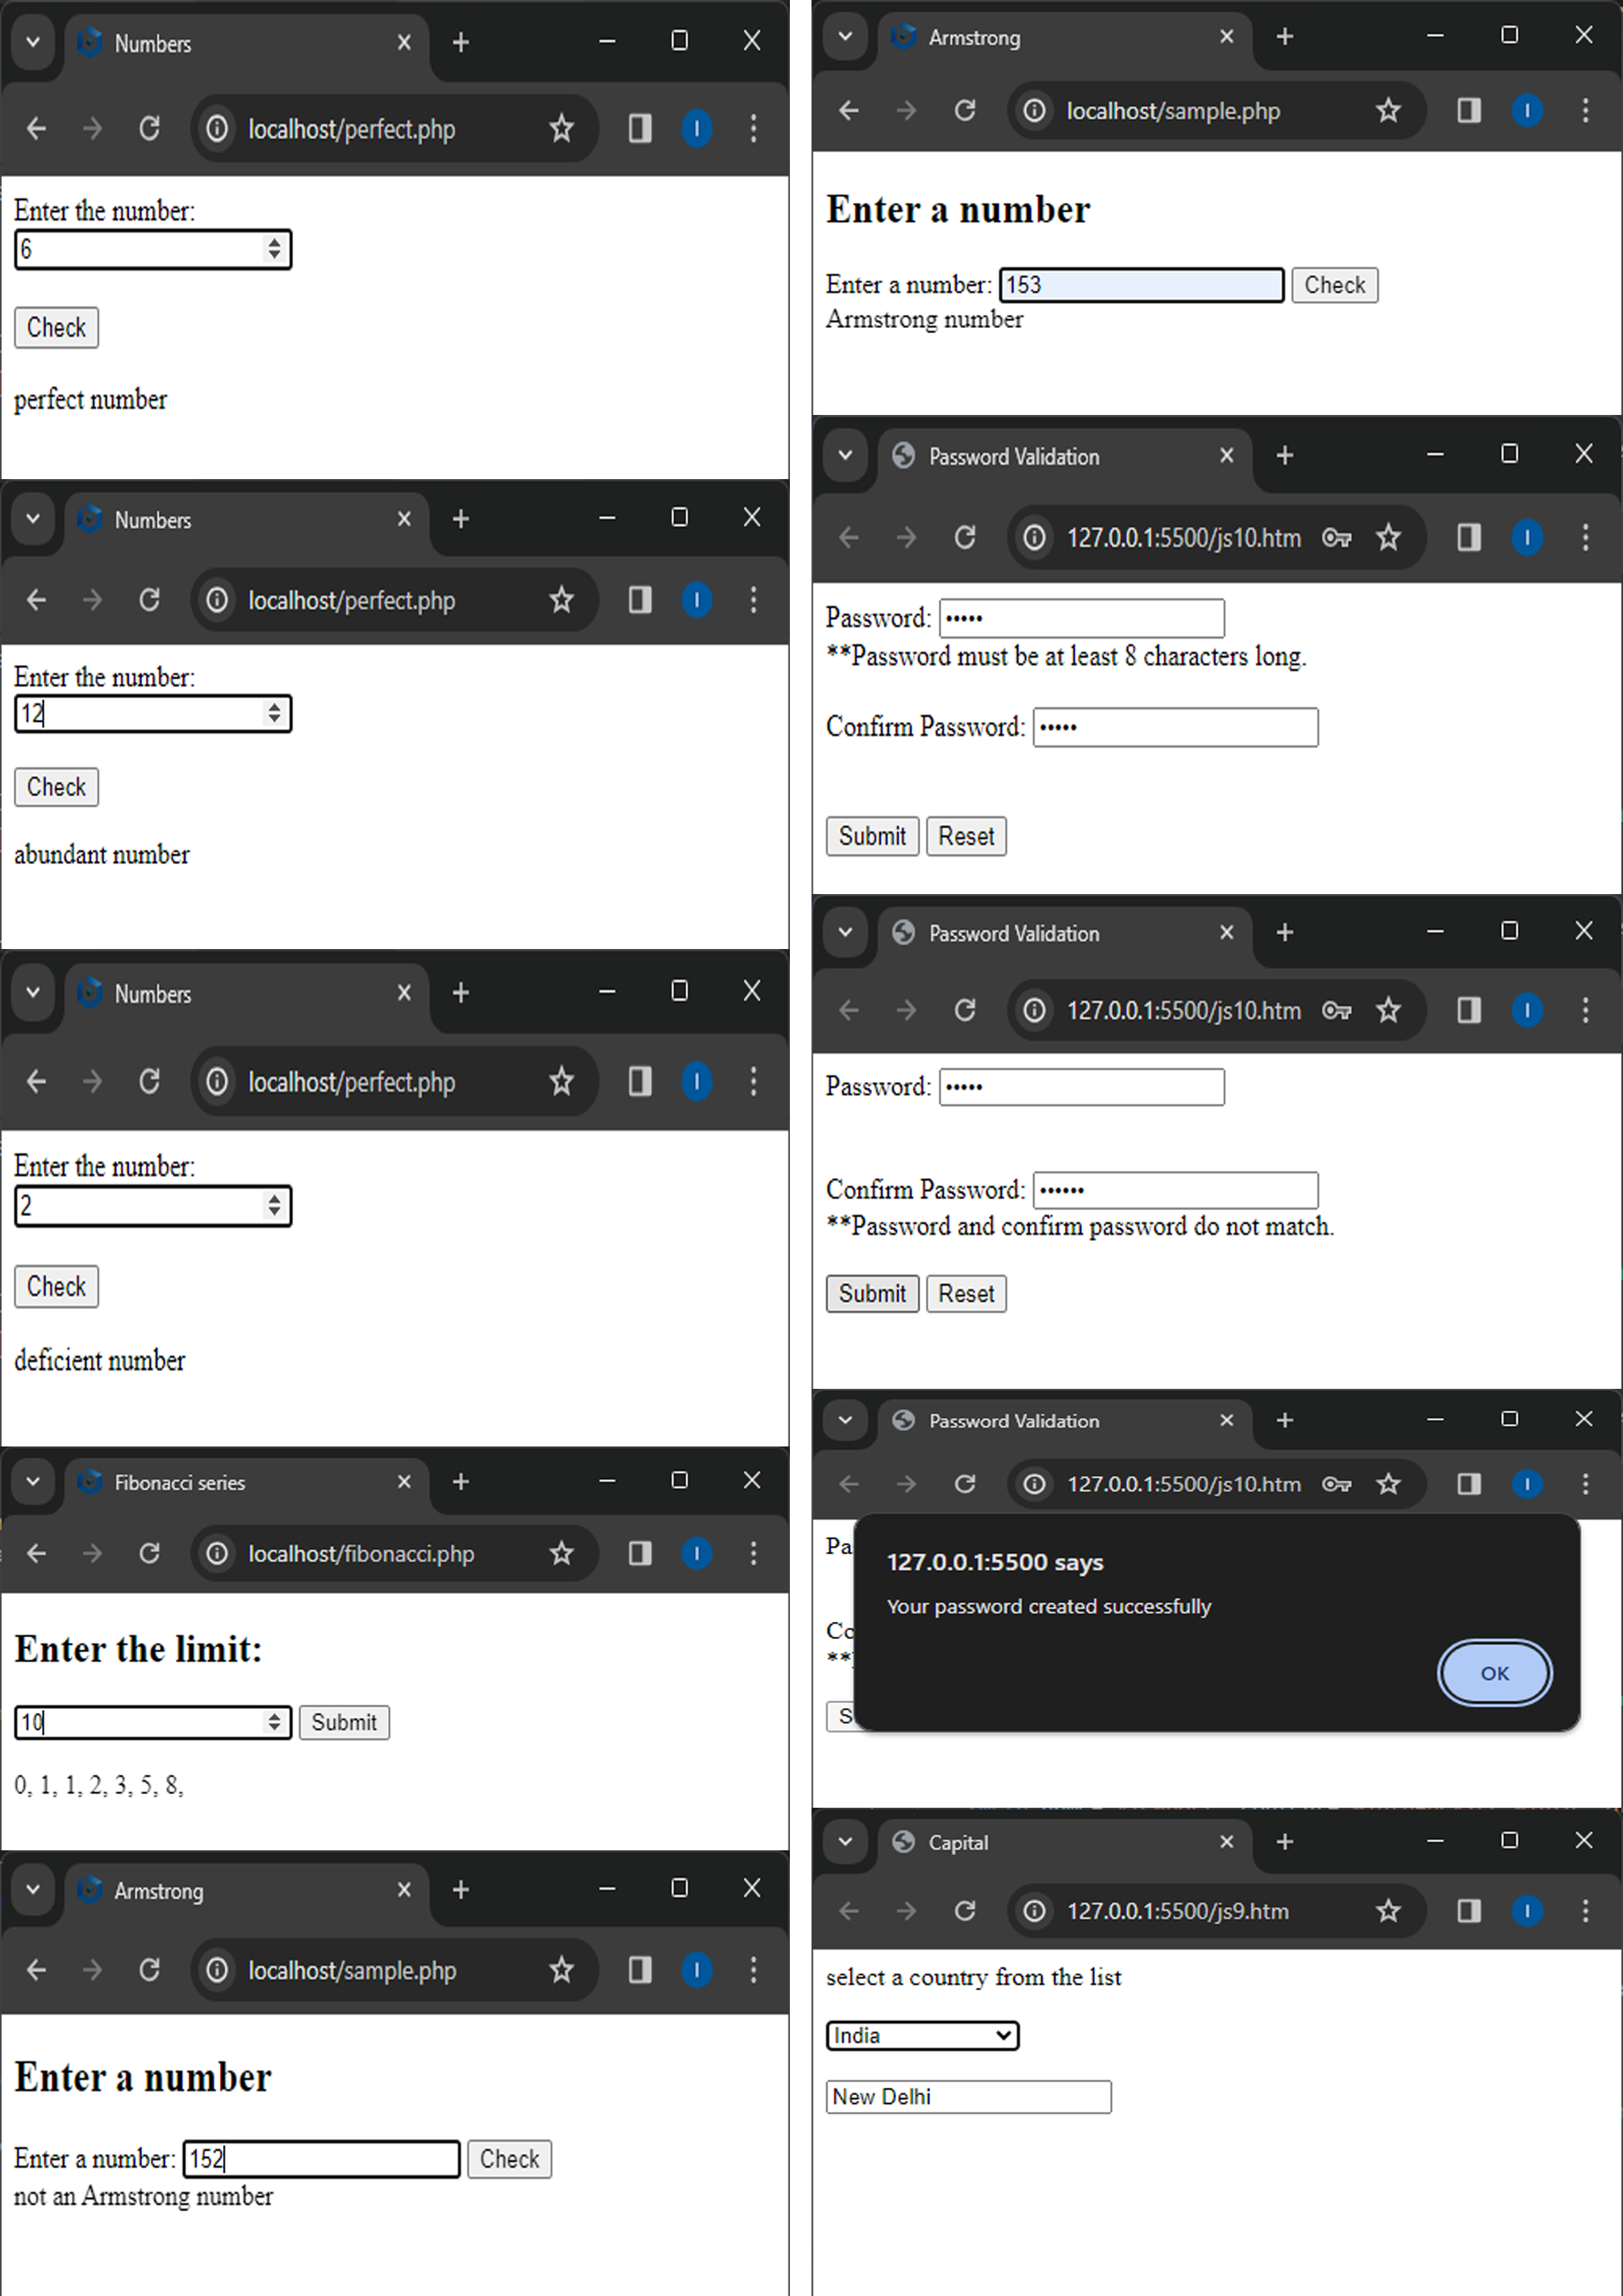 Numbers
localhost/perfect.php
Enter the number:
6
Check
perfect number
Numbers
localhost/perfect.php
Enter the number:
12
Check
abundant number
Numbers
localhost/perfect.php
Enter the number:
2
Check
deficient number
Fibonacci series
localhost/fibonacci.php
Enter the limit:
10 Submit
0, 1, 1, 2, 3, 5, 8,
Armstrong
localhost/sample.php
Enter a number
Enter a number: 152 Check
not an Armstrong number
Armstrong
localhost/sample.php
Enter a number
Enter a number: 153 Check
Armstrong number
Password Validation
127.0.0.1:5500/js10.htm
Password: •••••
**Password must be at least 8 characters long.
Confirm Password: •••••
Submit Reset
Password Validation
127.0.0.1:5500/js10.htm
Password: •••••
Confirm Password: ••••••
**Password and confirm password do not match.
Submit Reset
Password Validation
127.0.0.1:5500/js10.htm
Pa
127.0.0.1:5500 says
Your password created successfully
Co
**
OK
S
Capital
127.0.0.1:5500/js9.htm
select a country from the list
India
New Delhi